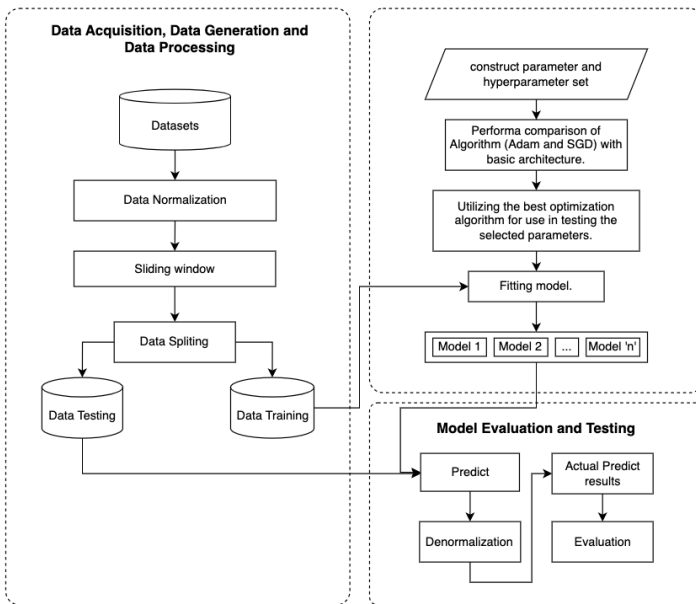 Data Acquisition, Data Generation and
Data Processing
Datasets
Data Normalization
Sliding window
Data Spliting
Data Testing
Data Training
construct parameter and
hyperparameter set
Performa comparison of
Algorithm (Adam and SGD) with
basic architecture.
Utilizing the best optimization
algorithm for use in testing the
selected parameters.
Fitting model.
Model 1
Model 2
...
Model 'n'
Model Evaluation and Testing
Predict
Denormalization
Actual Predict
results
Evaluation